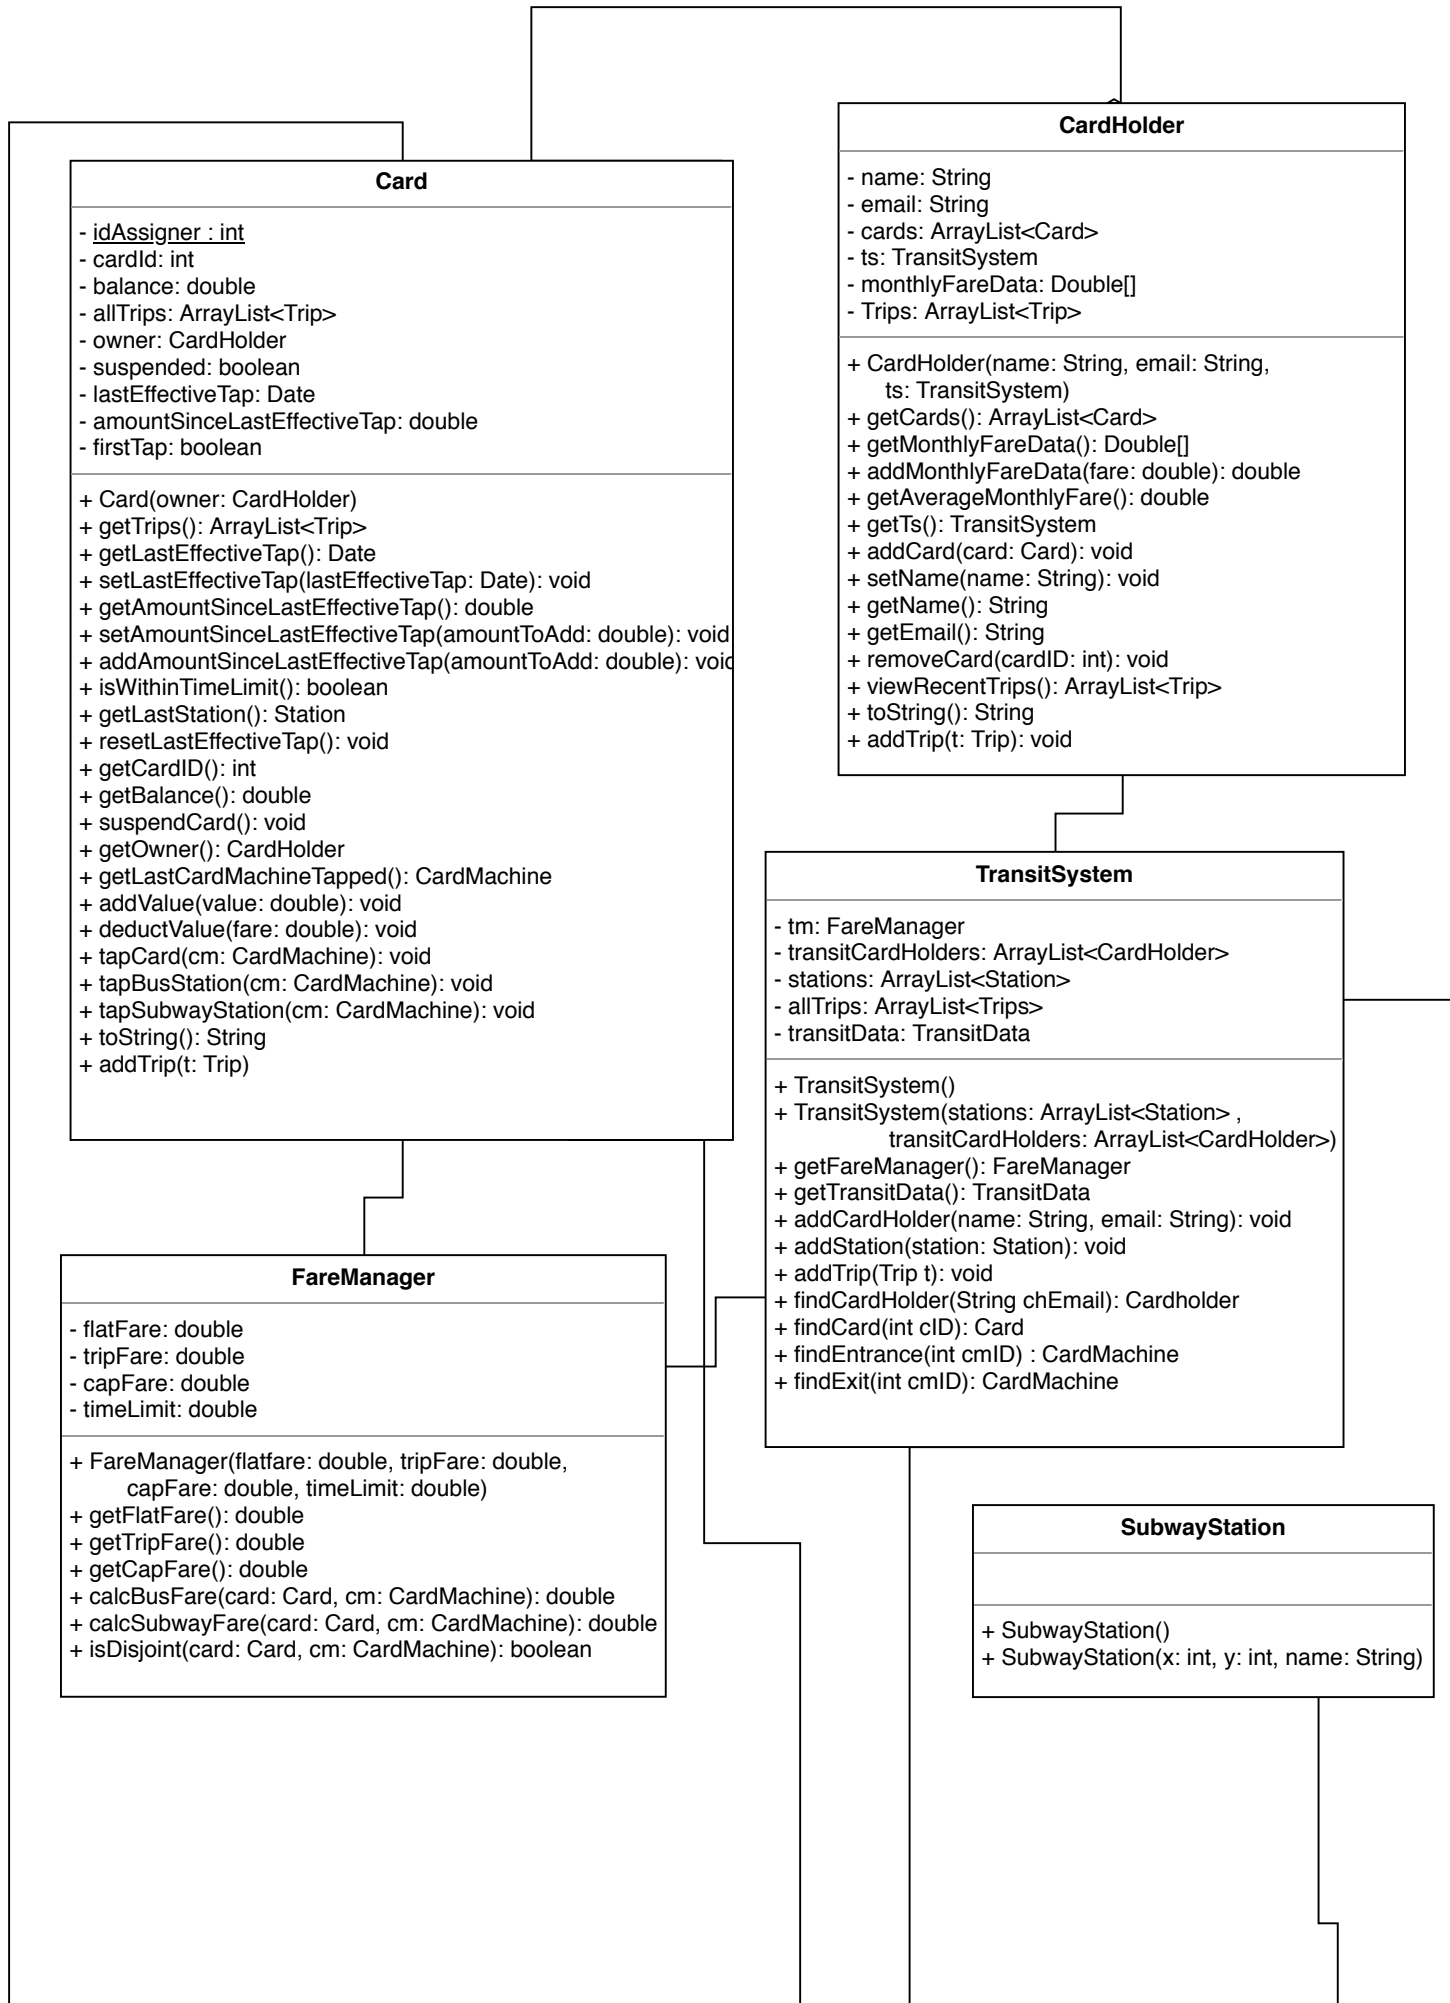 CardHolder
- name: String
- email: String
- cards: ArrayList<Card>
- ts: TransitSystem
- monthlyFareData: Double[]
- Trips: ArrayList<Trip>
+ CardHolder(name: String, email: String,
ts: TransitSystem)
+ getCards(): ArrayList<Card>
+ getMonthlyFareData(): Double[]
+ addMonthlyFareData(fare: double): double
+ getAverageMonthlyFare(): double
+ getTs(): TransitSystem
+ addCard(card: Card): void
+ setName(name: String): void
+ getName(): String
+ getEmail(): String
+ removeCard(cardID: int): void
+ viewRecentTrips(): ArrayList<Trip>
+ toString(): String
+ addTrip(t: Trip): void
Card
- idAssigner : int
- cardId: int
- balance: double
- allTrips: ArrayList<Trip>
- owner: CardHolder
- suspended: boolean
- lastEffectiveTap: Date
- amountSinceLastEffectiveTap: double
- firstTap: boolean
+ Card(owner: CardHolder)
+ getTrips(): ArrayList<Trip>
+ getLastEffectiveTap(): Date
+ setLastEffectiveTap(lastEffectiveTap: Date): void
+ getAmountSinceLastEffectiveTap(): double
+ setAmountSinceLastEffectiveTap(amountToAdd: double): void
+ addAmountSinceLastEffectiveTap(amountToAdd: double): void
+ isWithinTimeLimit(): boolean
+ getLastStation(): Station
+ resetLastEffectiveTap(): void
+ getCardID(): int
+ getBalance(): double
+ suspendCard(): void
+ getOwner(): CardHolder
+ getLastCardMachineTapped(): CardMachine
+ addValue(value: double): void
+ deductValue(fare: double): void
+ tapCard(cm: CardMachine): void
+ tapBusStation(cm: CardMachine): void
+ tapSubwayStation(cm: CardMachine): void
+ toString(): String
+ addTrip(t: Trip)
TransitSystem
- tm: FareManager
- transitCardHolders: ArrayList<CardHolder>
- stations: ArrayList<Station>
- allTrips: ArrayList<Trips>
- transitData: TransitData
+ TransitSystem()
+ TransitSystem(stations: ArrayList<Station> ,
transitCardHolders: ArrayList<CardHolder>)
+ getFareManager(): FareManager
+ getTransitData(): TransitData
+ addCardHolder(name: String, email: String): void
+ addStation(station: Station): void
+ addTrip(Trip t): void
+ findCardHolder(String chEmail): Cardholder
+ findCard(int cID): Card
+ findEntrance(int cmID) : CardMachine
+ findExit(int cmID): CardMachine
FareManager
- flatFare: double
- tripFare: double
- capFare: double
- timeLimit: double
+ FareManager(flatfare: double, tripFare: double,
capFare: double, timeLimit: double)
+ getFlatFare(): double
+ getTripFare(): double
+ getCapFare(): double
+ calcBusFare(card: Card, cm: CardMachine): double
+ calcSubwayFare(card: Card, cm: CardMachine): double
+ isDisjoint(card: Card, cm: CardMachine): boolean
SubwayStation
+ SubwayStation()
+ SubwayStation(x: int, y: int, name: String)